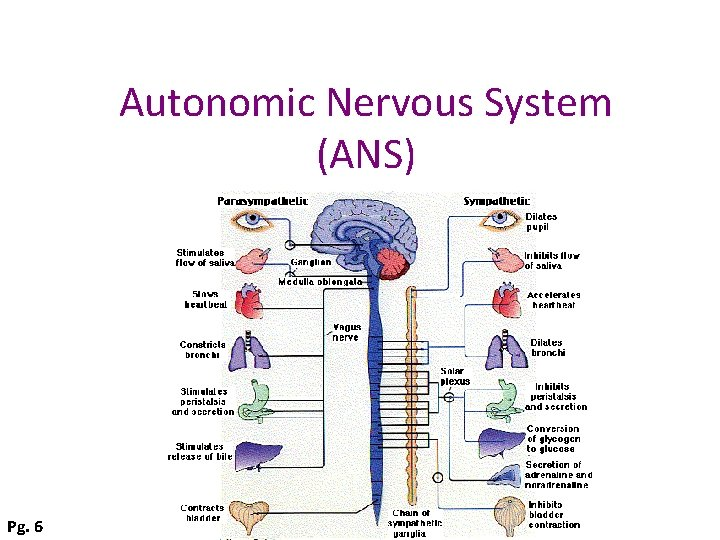 Autonomic Nervous System
(ANS)
Parasympathetic
Sympathetic
Dilates
pupil
Stimulates
flow of saliva
Ganglion
Medulla oblongata
Inhibits flow
of saliva
Slows
heartbeat
Accelerates
heartbeat
Vagus
nerve
Constricts
bronchi
Dilates
bronchi
Solar
plexus
Stimulates
peristalsis
and secretion
Inhibits
peristalsis
and secretion
Stimulates
release of bile
Conversion
of glycogen
to glucose
Secretion of
adrenaline and
noradrenaline
Contracts
bladder
Chain of
sympathetic
ganglia
Inhibits
bladder
contraction
Pg. 6